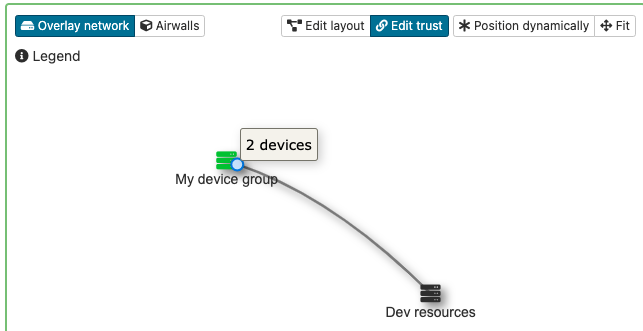 Overlay network Airwalls Edit layout Edit trust Position dynamically Fit
Legend
2 devices
My device group
Dev resources